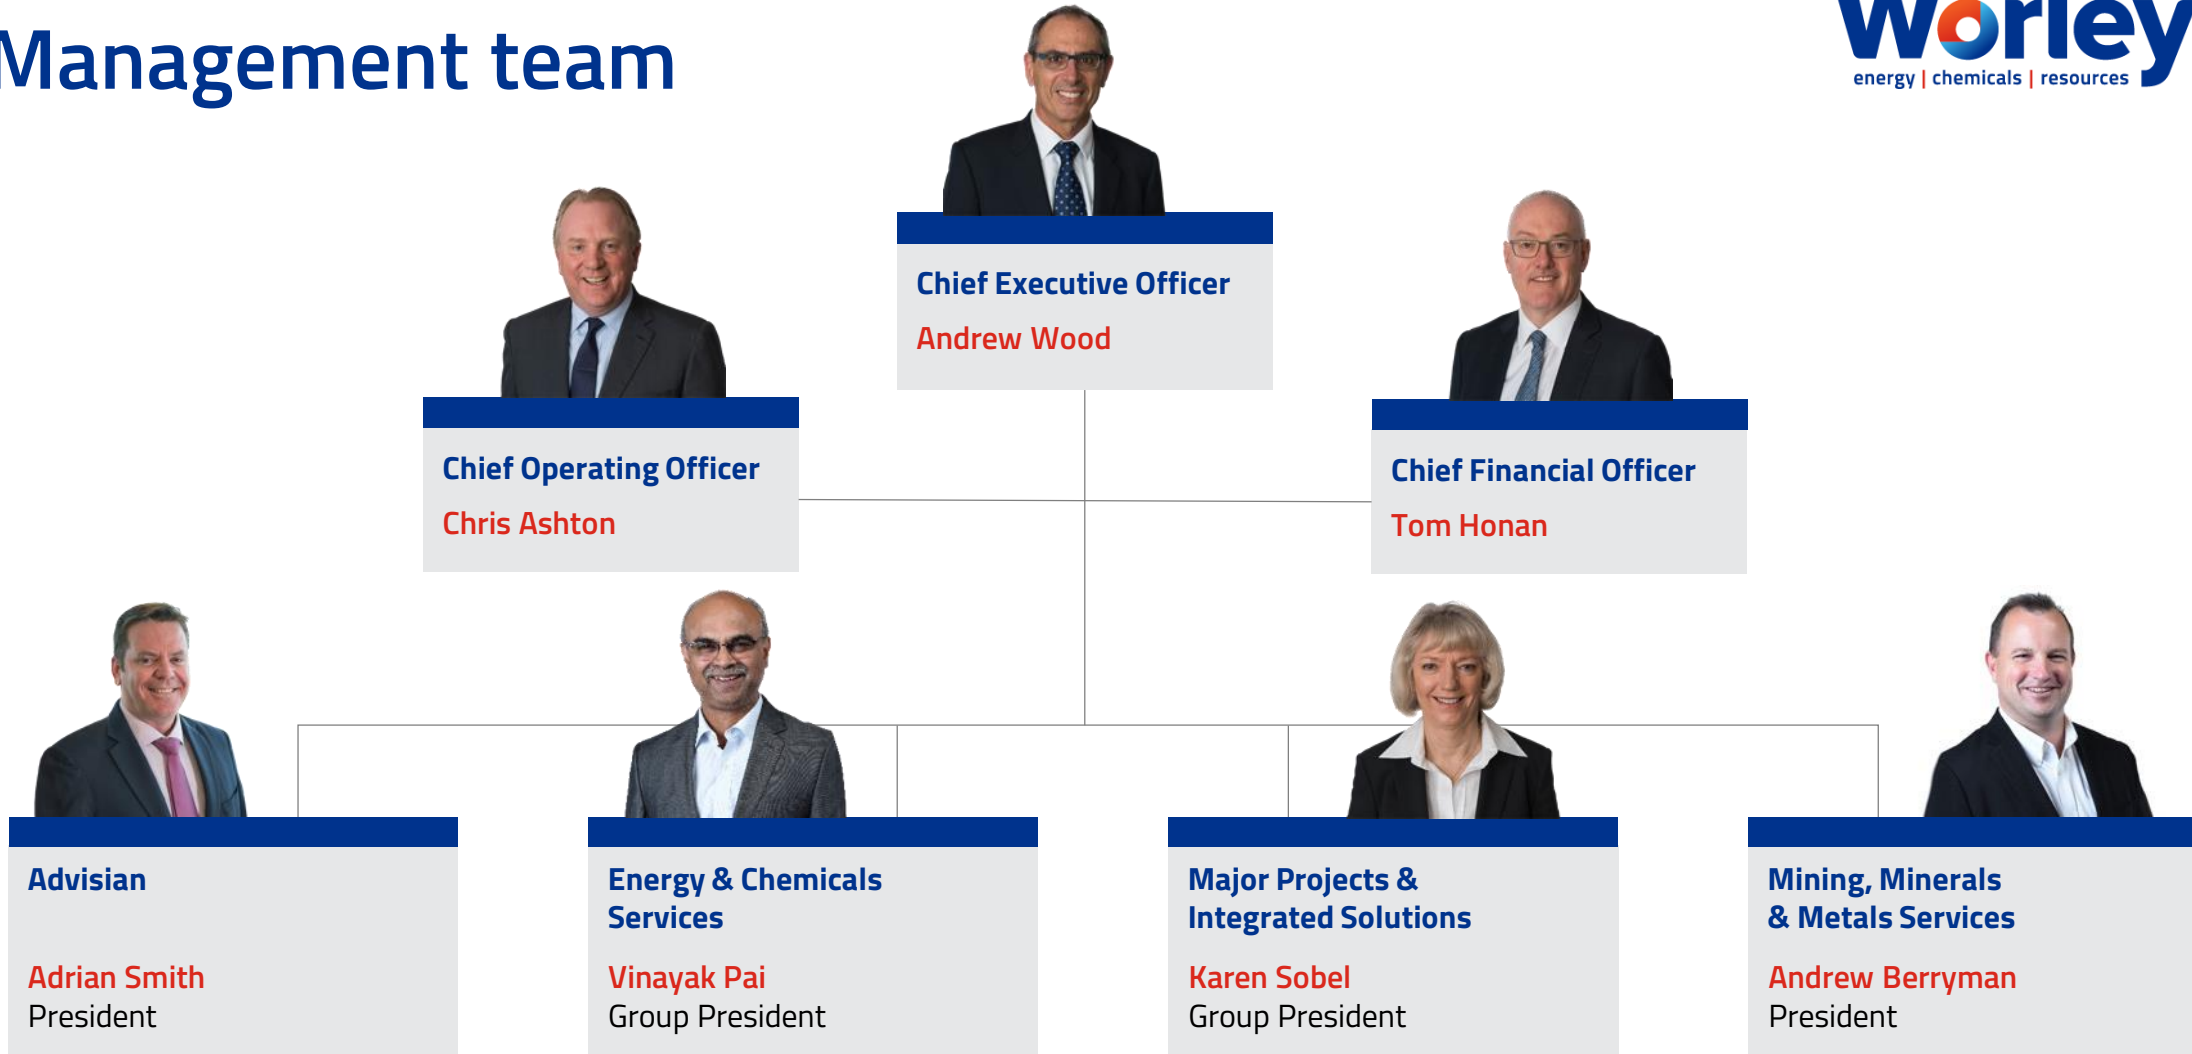 Management team
Worley
energy | chemicals | resources
Chief Executive Officer
Andrew Wood
Chief Operating Officer
Chris Ashton
Chief Financial Officer
Tom Honan
Advisian
Adrian Smith
President
Energy & Chemicals
Services
Vinayak Pai
Group President
Major Projects &
Integrated Solutions
Karen Sobel
Group President
Mining, Minerals
& Metals Services
Andrew Berryman
President